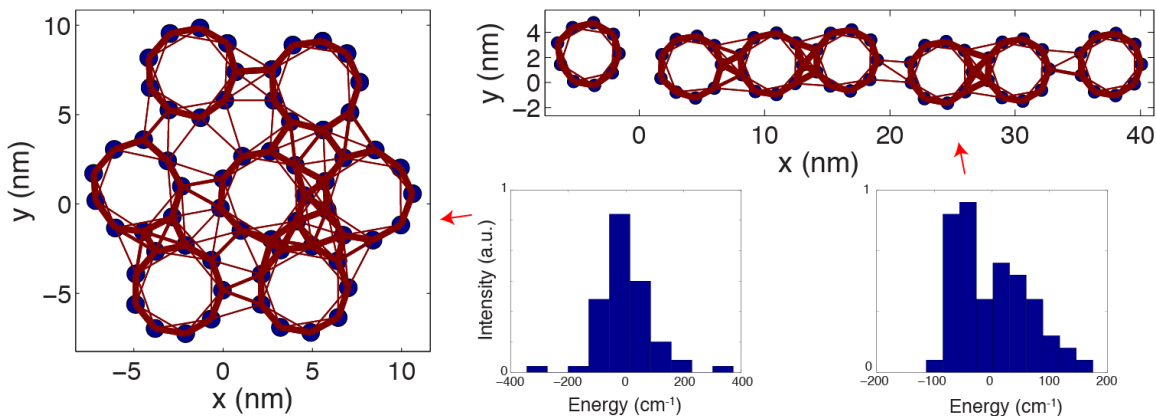 10
5
0
−5
y (nm)
−5 0 5 10
x (nm)
4
2
0
−2
y (nm)
0 10 20 30 40
x (nm)
1
0
Intensity (a.u.)
−400 −200 0 200 400
Energy (cm⁻¹)
1
0
−200 −100 0 100 200
Energy (cm⁻¹)